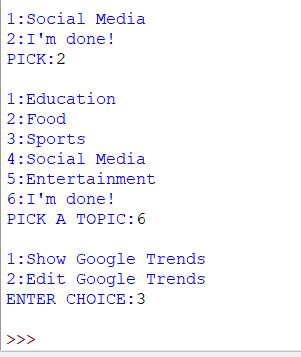 1:Social Media
2:I'm done!
PICK:2
1:Education
2:Food
3:Sports
4:Social Media
5:Entertainment
6:I'm done!
PICK A TOPIC:6
1:Show Google Trends
2:Edit Google Trends
ENTER CHOICE:3
>>>